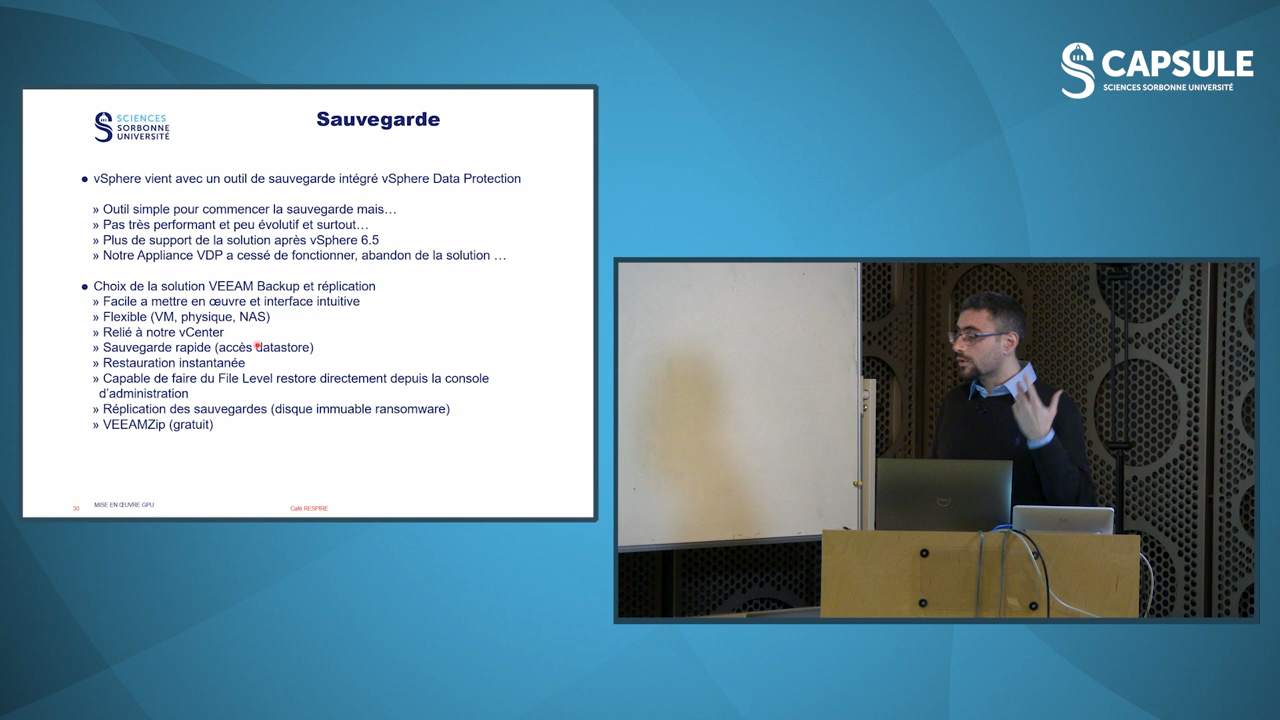 CAPSULE
SCIENCES SORBONNE UNIVERSITÉ
SCIENCES
SORBONNE
UNIVERSITÉ
Sauvegarde
● vSphere vient avec un outil de sauvegarde intégré vSphere Data Protection
» Outil simple pour commencer la sauvegarde mais…
» Pas très performant et peu évolutif et surtout…
» Plus de support de la solution après vSphere 6.5
» Notre Appliance VDP a cessé de fonctionner, abandon de la solution …
● Choix de la solution VEEAM Backup et réplication
» Facile a mettre en œuvre et interface intuitive
» Flexible (VM, physique, NAS)
» Relié à notre vCenter
» Sauvegarde rapide (accès datastore)
» Restauration instantanée
» Capable de faire du File Level restore directement depuis la console
d'administration
» Réplication des sauvegardes (disque immuable ransomware)
» VEEAMZip (gratuit)
30
MISE EN ŒUVRE GPU
Café RESPIRE
DELL